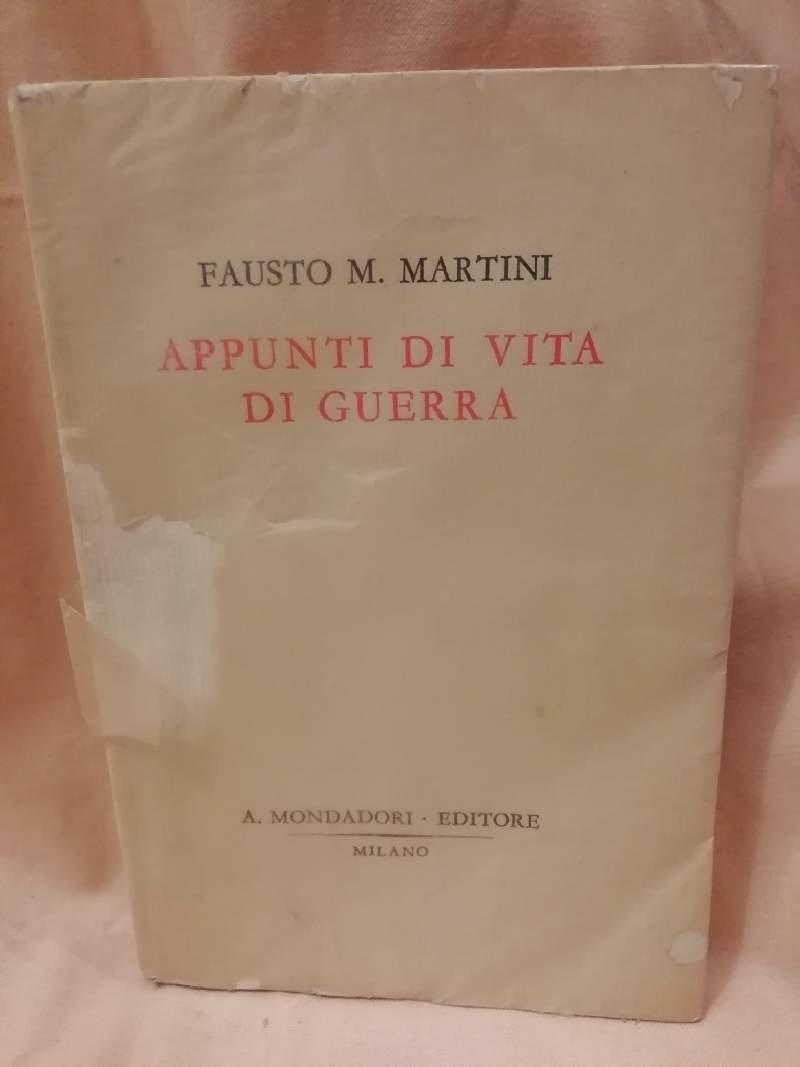 FAUSTO M. MARTINI
APPUNTI DI VITA
DI GUERRA
A. MONDADORI · EDITORE
MILANO